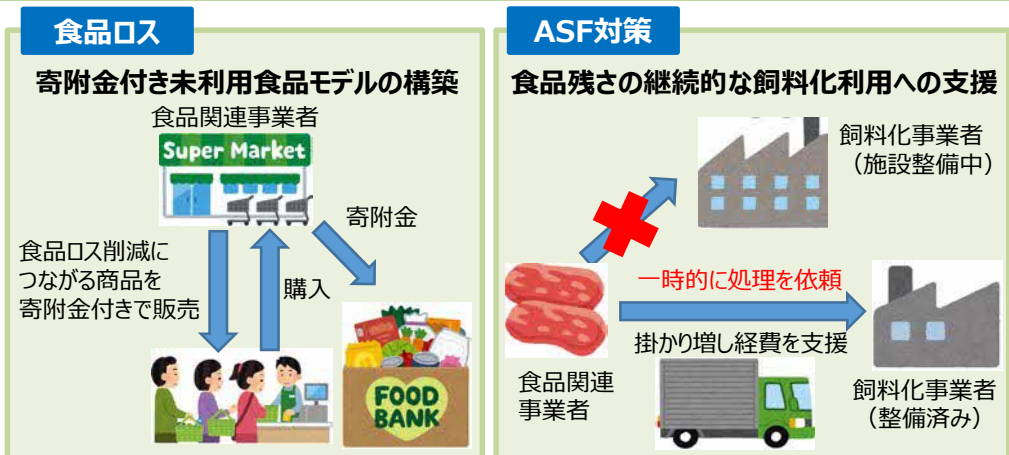 食品ロス
寄附金付き未利用食品モデルの構築
食品関連事業者
Super Market
寄附金
食品ロス削減に
つながる商品を
寄附金付きで販売
購入
FOOD
BANK
ASF対策
食品残さの継続的な飼料化利用への支援
飼料化事業者
（施設整備中）
一時的に処理を依頼
掛かり増し経費を支援
食品関連
事業者
飼料化事業者
（整備済み）